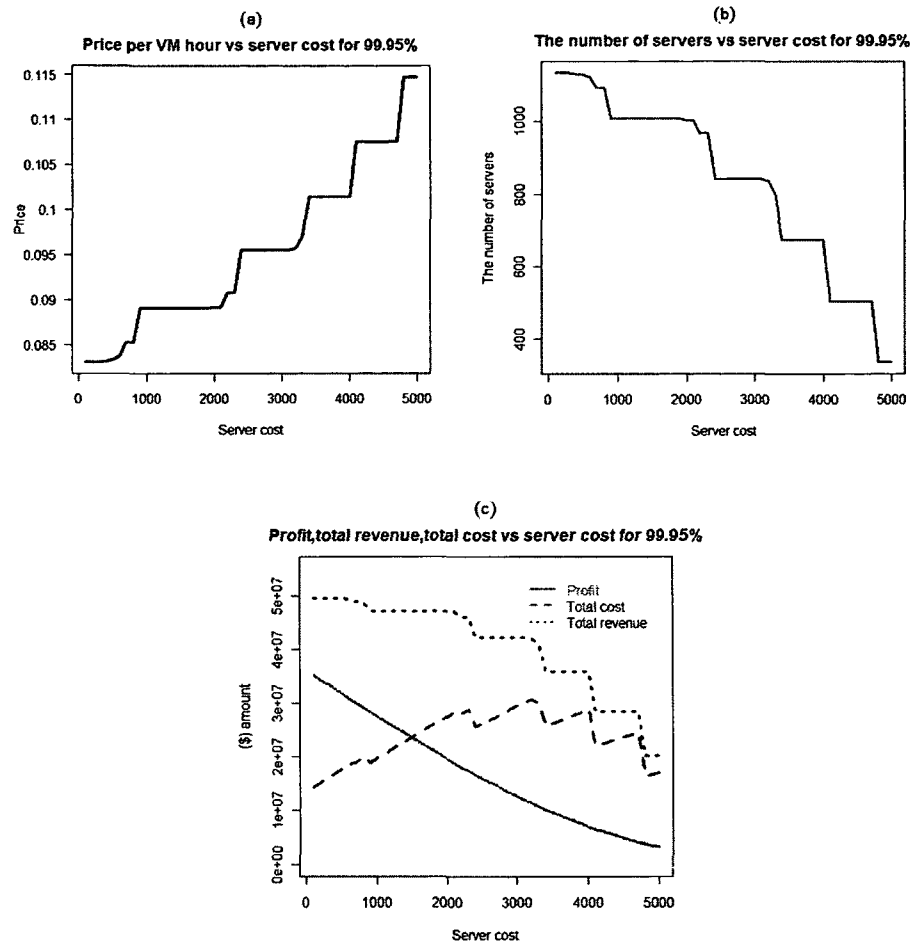 (a)
Price per VM hour vs server cost for 99.95%
0.115
0.11
0.105
0.1
0.095
0.09
0.085
Price
0
1000
2000
3000
4000
5000
Server cost
(b)
The number of servers vs server cost for 99.95%
1000
800
600
400
The number of servers
0
1000
2000
3000
4000
5000
Server cost
(c)
Profit,total revenue,total cost vs server cost for 99.95%
5e+07
4e+07
3e+07
2e+07
1e+07
0e+00
($) amount
Profit
Total cost
Total revenue
0
1000
2000
3000
4000
5000
Server cost